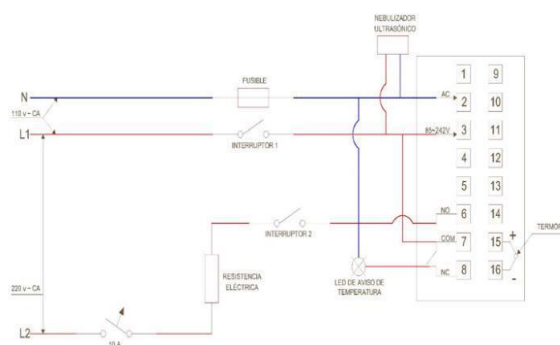 NEBULIZADOR
ULTRASÓNICO
FUSIBLE
N
AC
110 v ~ CA
L1
85~242V
INTERRUPTOR 1
1
2
3
4
5
6
7
8
9
10
11
12
13
14
15
16
NO
COM
NC
+
-
TERMOP
INTERRUPTOR 2
RESISTENCIA
ELÉCTRICA
LED DE AVISO DE
TEMPERATURA
220 v ~ CA
L2
10 A